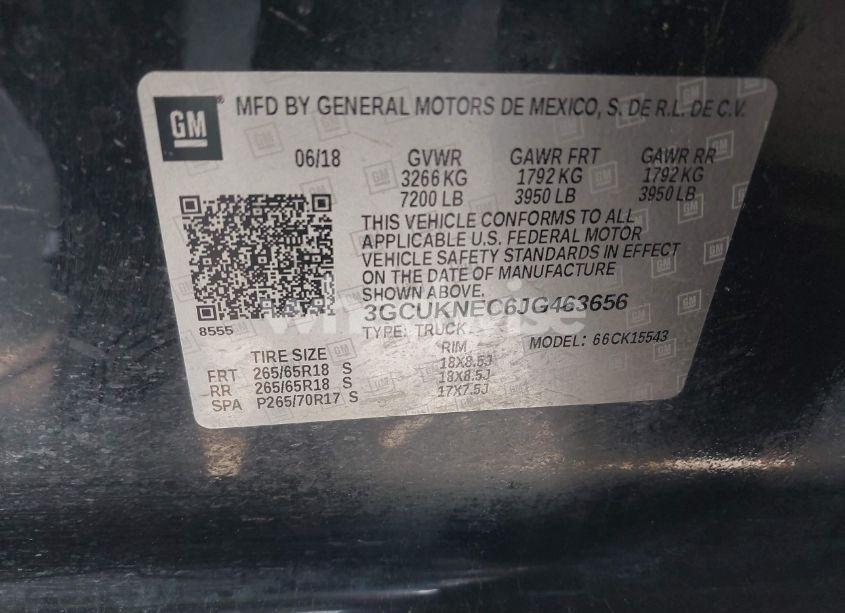 GM ® MFD BY GENERAL MOTORS DE MEXICO, S. DE R.L. DE C.V.
06/18 GVWR GAWR FRT GAWR RR
3266 KG 1792 KG 1792 KG
7200 LB 3950 LB 3950 LB
THIS VEHICLE CONFORMS TO ALL
APPLICABLE U.S. FEDERAL MOTOR
VEHICLE SAFETY STANDARDS IN EFFECT
ON THE DATE OF MANUFACTURE
SHOWN ABOVE.
3GCUKNEC6JG463656
8555 TYPE: TRUCK MODEL: 66CK15543
TIRE SIZE RIM
FRT 265/65R18 S 18X8.5J
RR 265/65R18 S 18X8.5J
SPA P265/70R17 S 17X7.5J